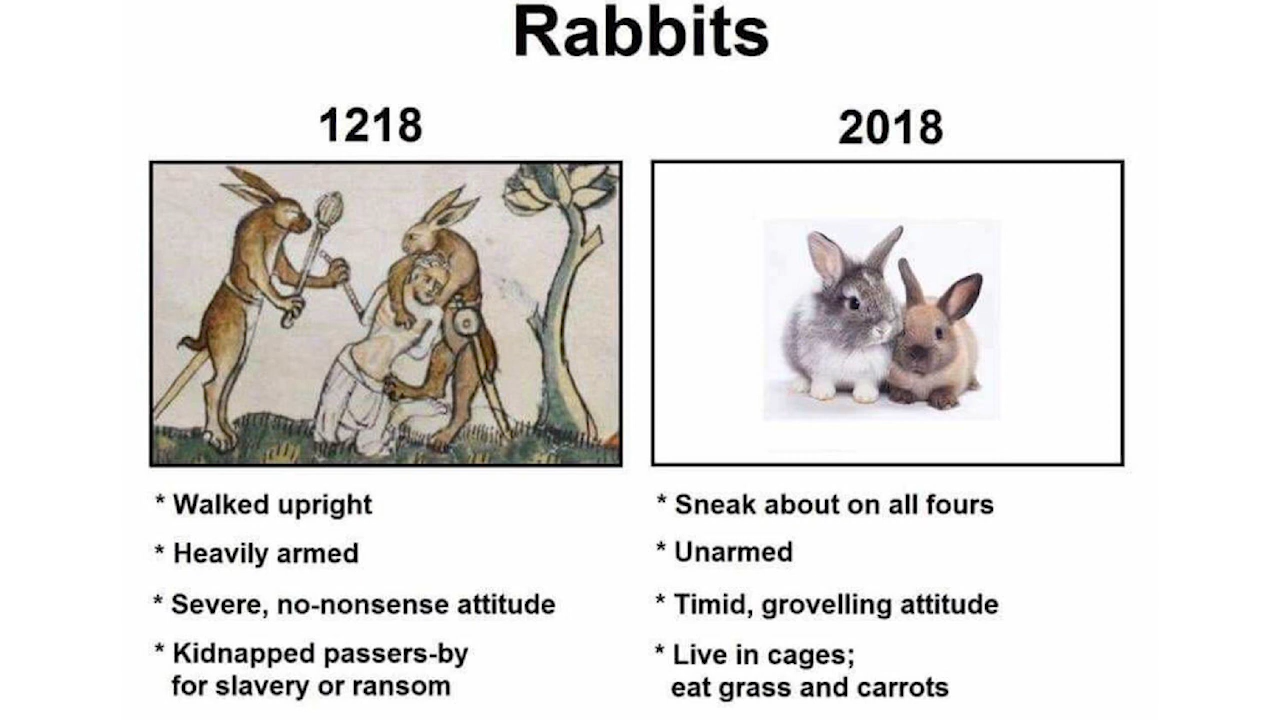 Rabbits
1218
2018
* Walked upright
* Heavily armed
* Severe, no-nonsense attitude
* Kidnapped passers-by
for slavery or ransom
* Sneak about on all fours
* Unarmed
* Timid, grovelling attitude
* Live in cages;
eat grass and carrots